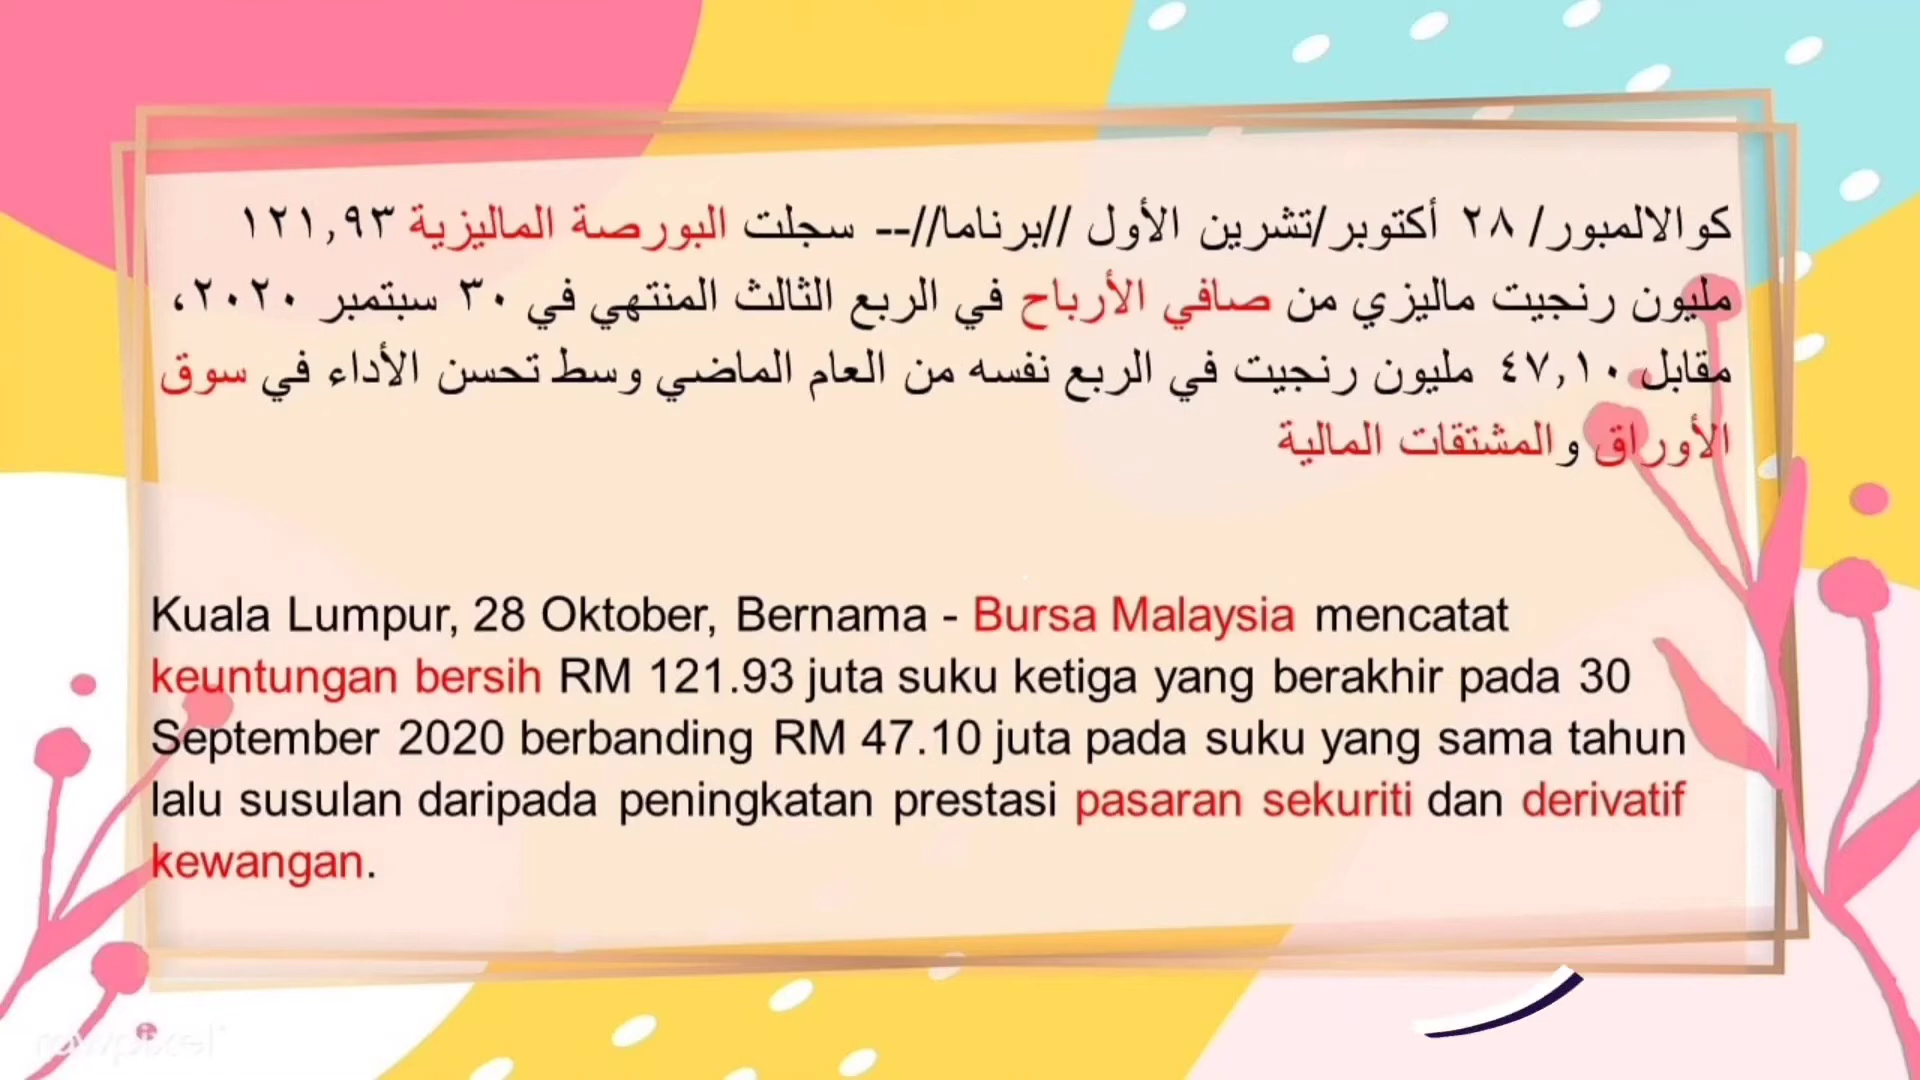 كوالالمبور/ ٢٨ أكتوبر/تشرين الأول //برناما//-- سجلت البورصة الماليزية ١٢١,٩٣
مليون رنجيت ماليزي من صافي الأرباح في الربع الثالث المنتهي في ٣٠ سبتمبر ٢٠٢٠،
مقابل ٤٧,١٠ مليون رنجيت في الربع نفسه من العام الماضي وسط تحسن الأداء في سوق
الأوراق والمشتقات المالية
Kuala Lumpur, 28 Oktober, Bernama - Bursa Malaysia mencatat
keuntungan bersih RM 121.93 juta suku ketiga yang berakhir pada 30
September 2020 berbanding RM 47.10 juta pada suku yang sama tahun
lalu susulan daripada peningkatan prestasi pasaran sekuriti dan derivatif
kewangan.
rawpixel